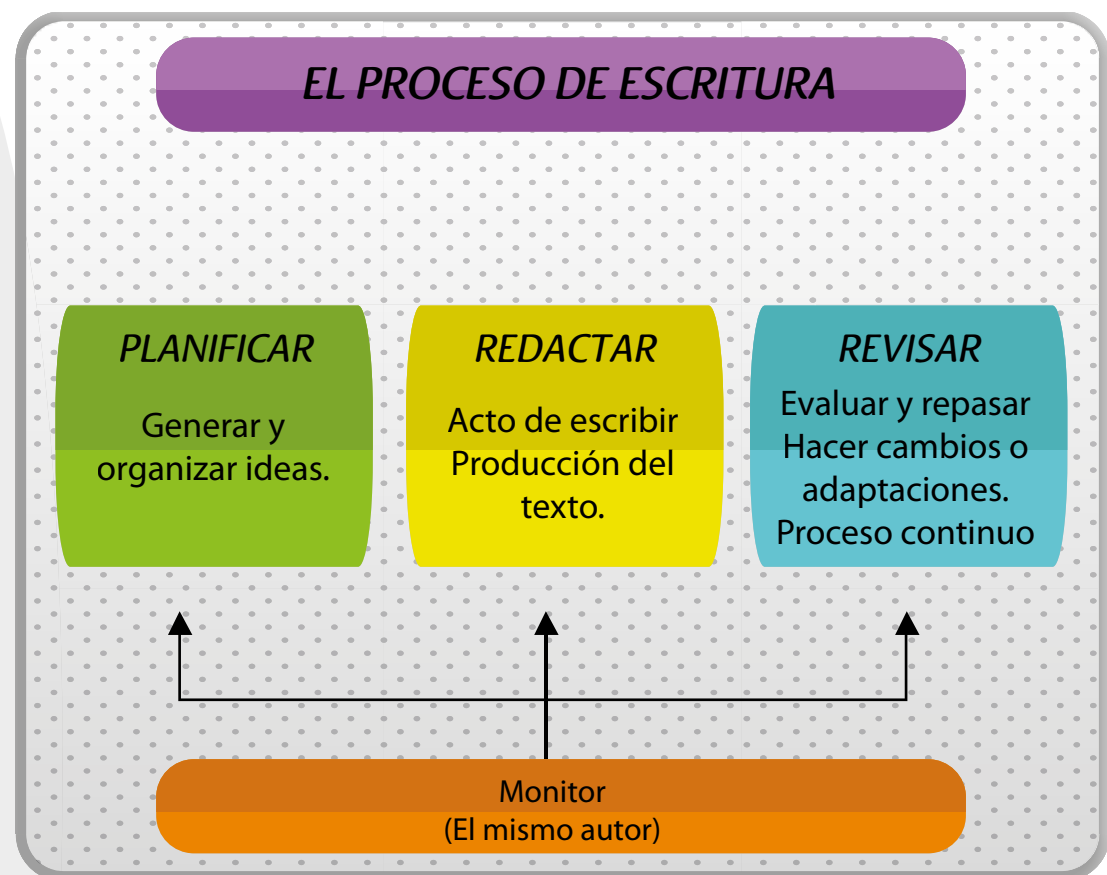 EL PROCESO DE ESCRITURA
PLANIFICAR
Generar y
organizar ideas.
REDACTAR
Acto de escribir
Producción del
texto.
REVISAR
Evaluar y repasar
Hacer cambios o
adaptaciones.
Proceso continuo
Monitor
(El mismo autor)